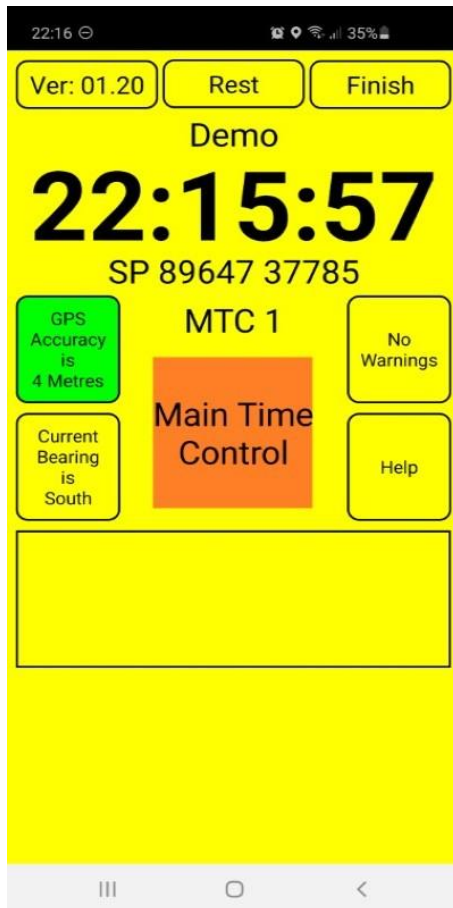 22:16 35%
Ver: 01.20 Rest Finish
Demo
22:15:57
SP 89647 37785
GPS
Accuracy
is
4 Metres
MTC 1
No
Warnings
Main Time
Control
Current
Bearing
is
South
Help